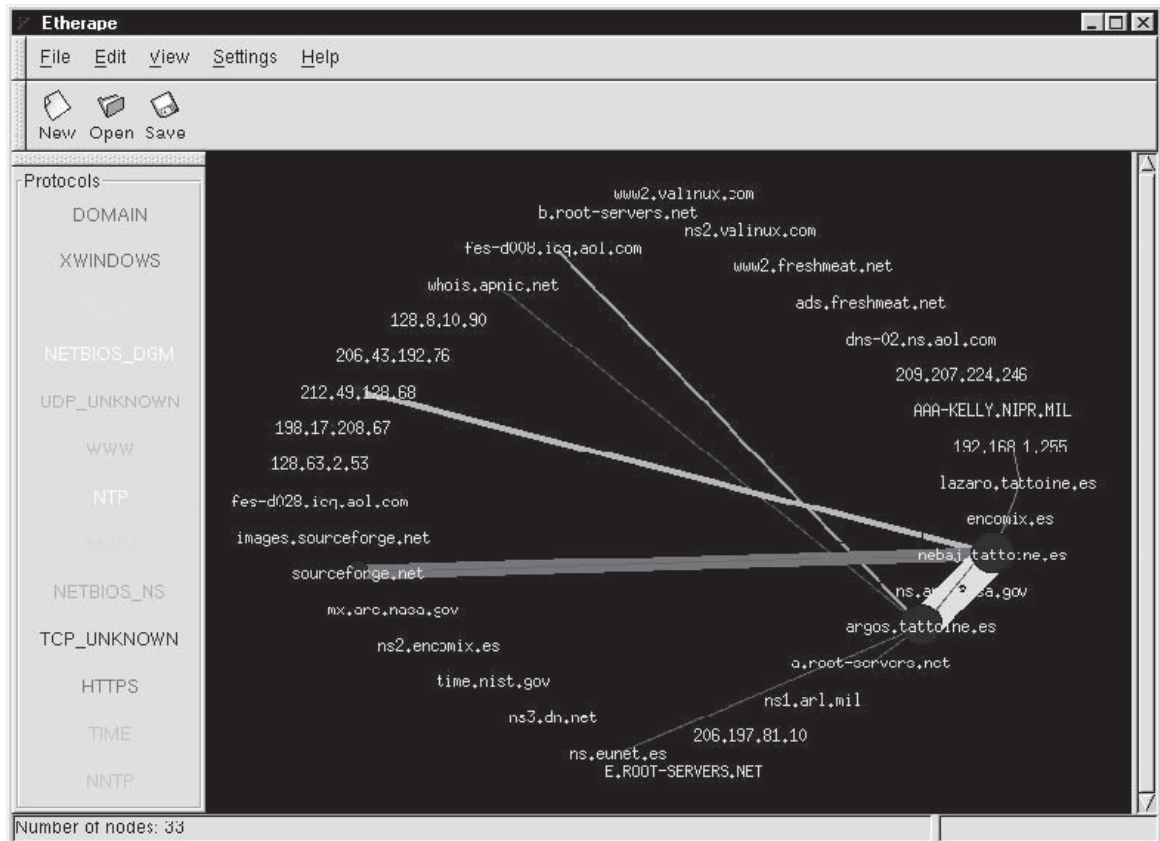 Etherape
File Edit View Settings Help
New Open Save
Protocols
DOMAIN
XWINDOWS
NETBIOS_DGM
UDP_UNKNOWN
WWW
NTP
NETBIOS_NS
TCP_UNKNOWN
HTTPS
TIME
NNTP
www2.valinux.com
b.root-servers.net
ns2.valinux.com
fes-d008.icq.aol.com
www2.freshmeat.net
whois.apnic.net
ads.freshmeat.net
128.8.10.90
dns-02.ns.aol.com
206.43.192.76
209.207.224.246
212.49.128.68
AAA-KELLY.NIPR.MIL
198.17.208.67
192.168.1.255
128.63.2.53
lazaro.tattoine.es
fes-d028.icq.aol.com
encomix.es
images.sourceforge.net
nebaj.tattoine.es
sourceforge.net
mx.arc.nasa.gov
argos.tattoine.es
ns2.encomix.es
a.root-servers.net
time.nist.gov
ns1.arl.mil
ns3.dn.net
206.197.81.10
ns.eunet.es
E.ROOT-SERVERS.NET
Number of nodes: 33